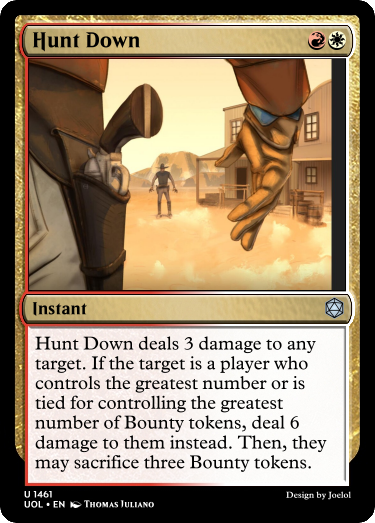 Hunt Down
Instant
Hunt Down deals 3 damage to any
target. If the target is a player who
controls the greatest number or is
tied for controlling the greatest
number of Bounty tokens, deal 6
damage to them instead. Then, they
may sacrifice three Bounty tokens.
U 1461
UOL • EN Thomas Juliano
Design by Joelol